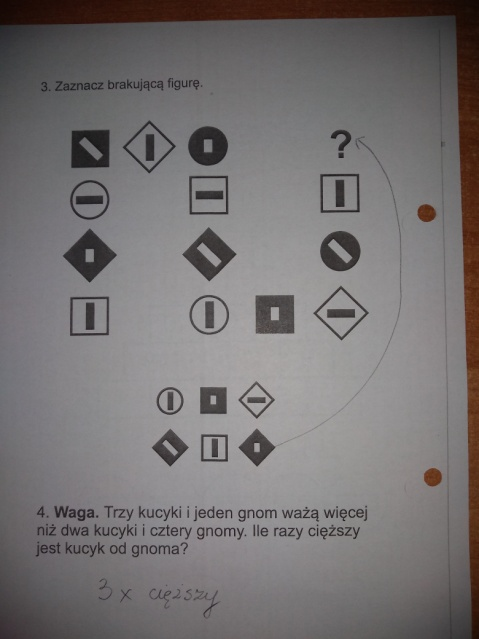 3. Zaznacz brakującą figurę.
?
4. Waga. Trzy kucyki i jeden gnom ważą więcej
niż dwa kucyki i cztery gnomy. Ile razy cięższy
jest kucyk od gnoma?
3 x cięższy